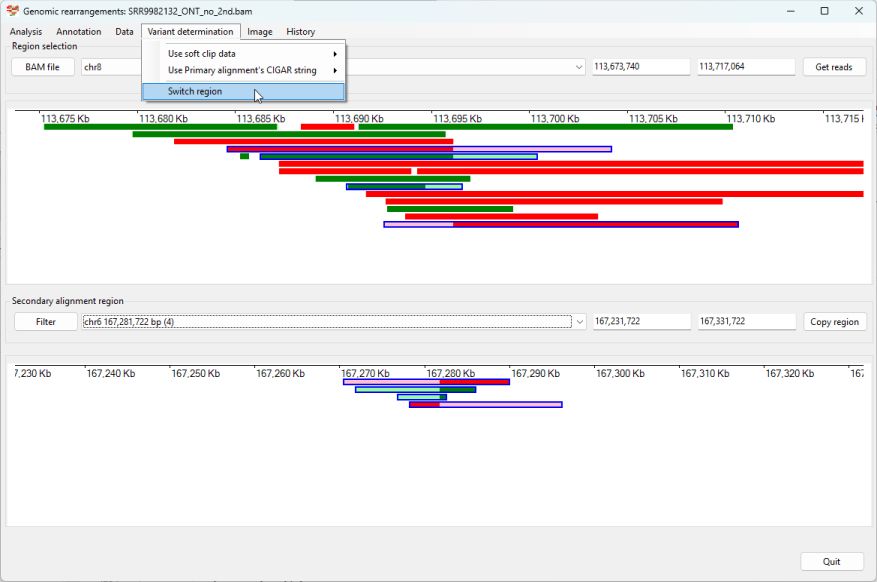 Genomic rearrangements: SRR9982132_ONT_no_2nd.bam
Analysis Annotation Data Variant determination Image History
Region selection
Use soft clip data
BAM file chr8 113,673,740 113,717,064 Get reads
Use Primary alignment's CIGAR string
Switch region
113,675 Kb 113,680 Kb 113,685 Kb 113,690 Kb 113,695 Kb 113,700 Kb 113,705 Kb 113,710 Kb 113,715 K
Secondary alignment region
Filter chr6 167,281,722 bp (4) 167,231,722 167,331,722 Copy region
7,230 Kb 167,240 Kb 167,250 Kb 167,260 Kb 167,270 Kb 167,280 Kb 167,290 Kb 167,300 Kb 167,310 Kb 167,320 Kb 167
Quit